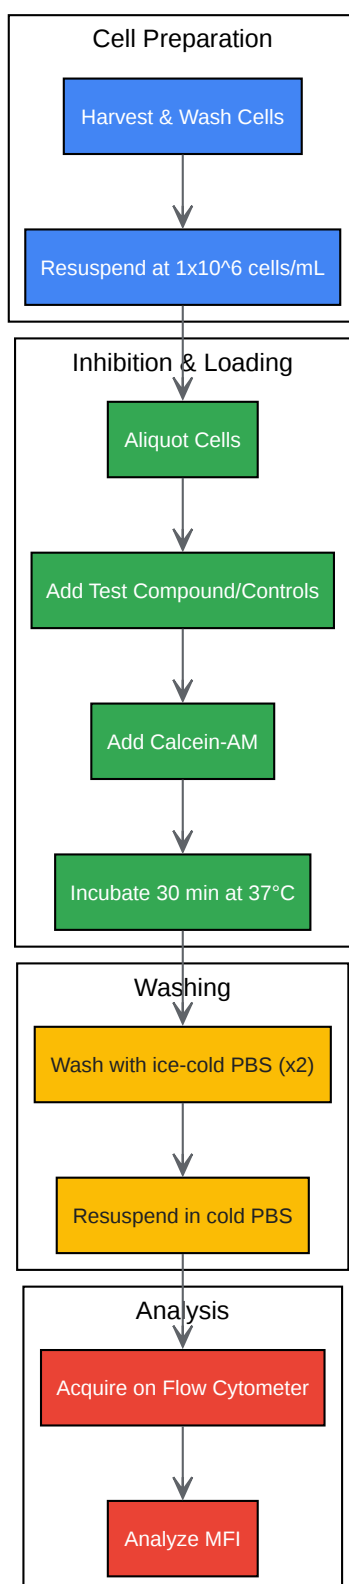 Cell Preparation
Harvest & Wash Cells
Resuspend at 1x10^6 cells/mL
Inhibition & Loading
Aliquot Cells
Add Test Compound/Controls
Add Calcein-AM
Incubate 30 min at 37°C
Washing
Wash with ice-cold PBS (x2)
Resuspend in cold PBS
Analysis
Acquire on Flow Cytometer
Analyze MFI